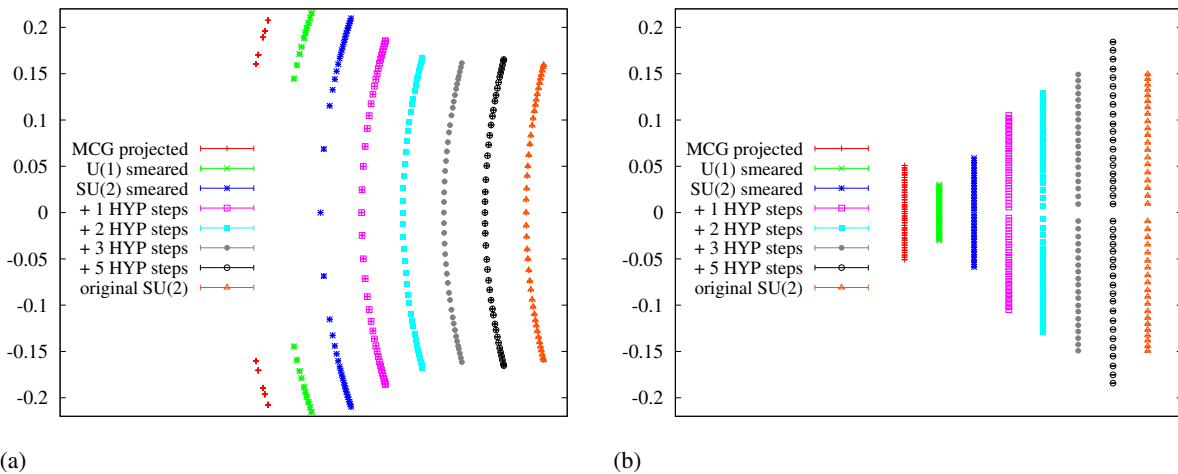 0.2
0.15
0.1
0.05
0
-0.05
-0.1
-0.15
-0.2
MCG projected
U(1) smeared
SU(2) smeared
+ 1 HYP steps
+ 2 HYP steps
+ 3 HYP steps
+ 5 HYP steps
original SU(2)
(a)
0.2
0.15
0.1
0.05
0
-0.05
-0.1
-0.15
-0.2
MCG projected
U(1) smeared
SU(2) smeared
+ 1 HYP steps
+ 2 HYP steps
+ 3 HYP steps
+ 5 HYP steps
original SU(2)
(b)